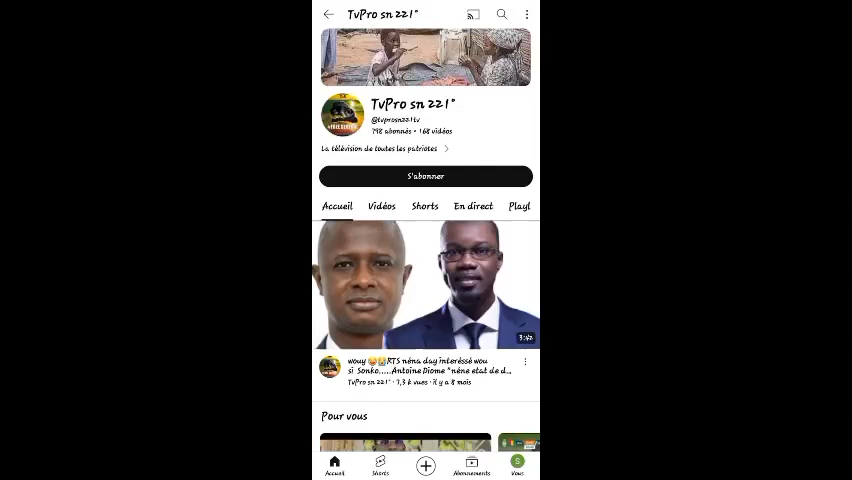 TvPro sn 221°
TvPro sn 221°
@tvprosn221tv
798 abonnés • 168 vidéos
La télévision de toutes les patriotes
S'abonner
Accueil Vidéos Shorts En direct Playl
3:42
wouy 😂😭RTS néna day interéssé wou
si Sonko.....Antoine Diome "néne etat de d...
TvPro sn 221° · 7,3 k vues · il y a 8 mois
Pour vous
Accueil Shorts Abonnements Vous
S